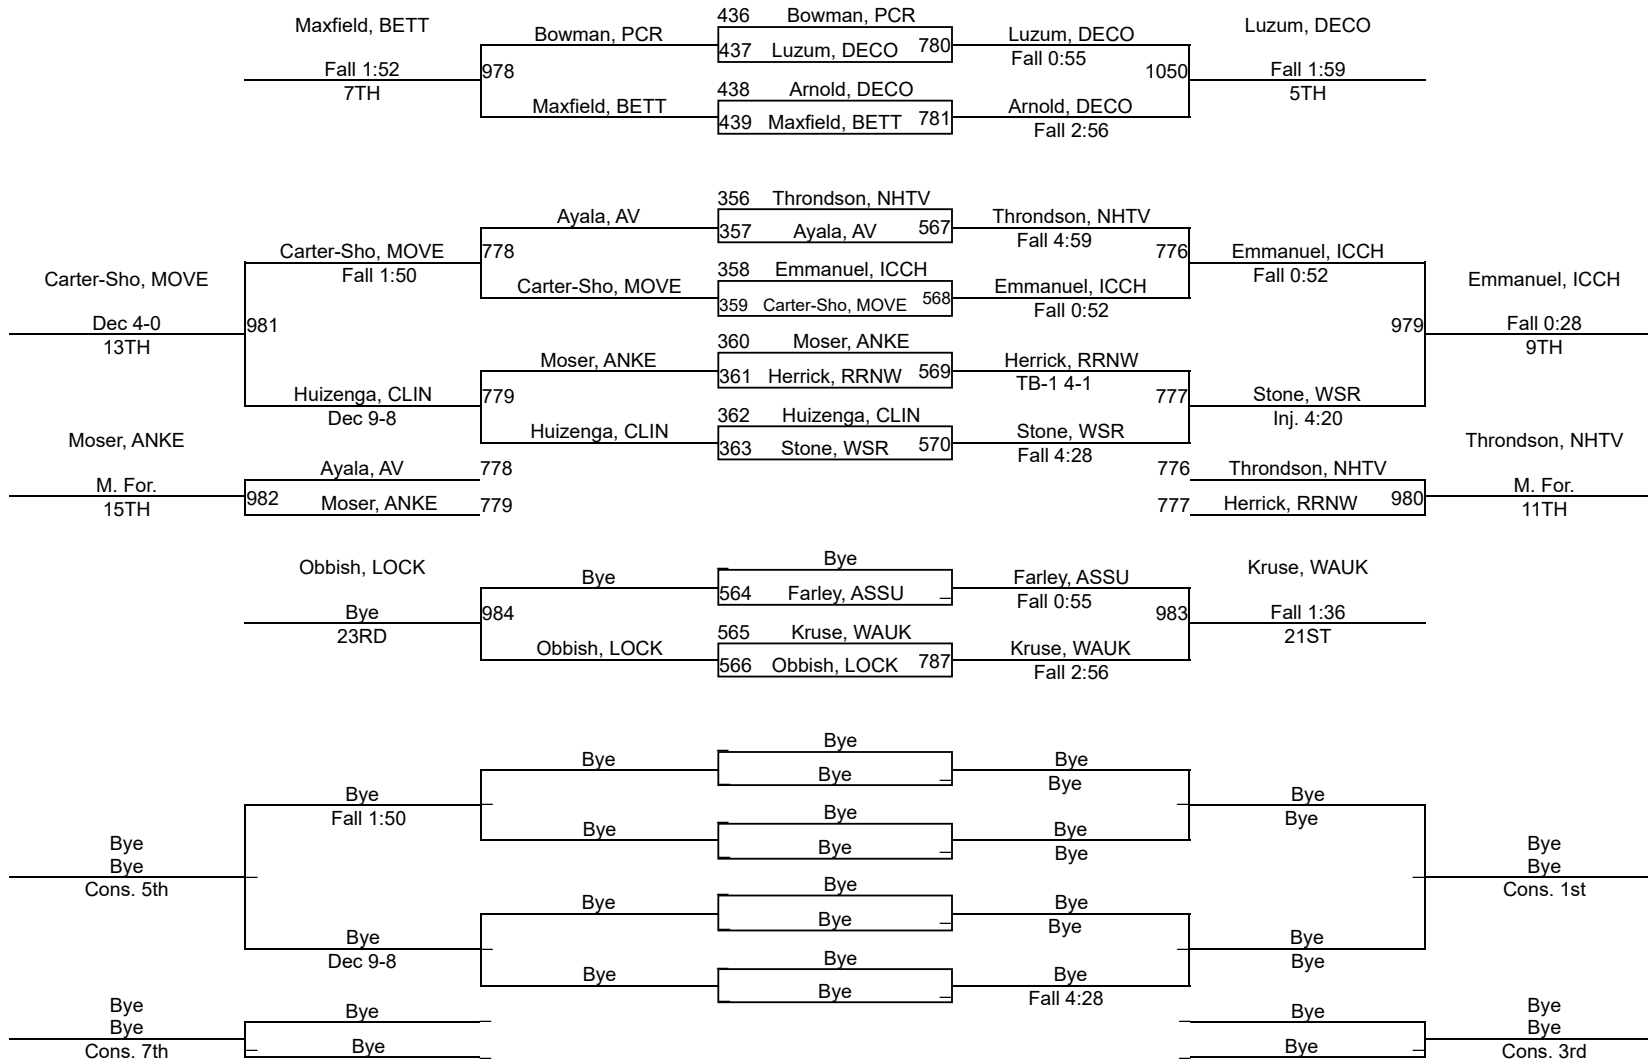 436 Bowman, PCR
Maxfield, BETT Luzum, DECO
Bowman, PCR 437 Luzum, DECO 780 Luzum, DECO
Fall 0:55
Fall 1:52 978 1050 Fall 1:59
7TH 438 Arnold, DECO 5TH
Maxfield, BETT 439 Maxfield, BETT 781 Arnold, DECO
Fall 2:56
356 Throndson, NHTV
Ayala, AV 357 Ayala, AV 567 Throndson, NHTV
Fall 4:59
Carter-Sho, MOVE 778 776 Emmanuel, ICCH
Fall 1:50 358 Emmanuel, ICCH Fall 0:52
Carter-Sho, MOVE Emmanuel, ICCH
Carter-Sho, MOVE 359 Carter-Sho, MOVE 568 Emmanuel, ICCH
Fall 0:52
Dec 4-0 981 979 Fall 0:28
13TH 360 Moser, ANKE 9TH
Moser, ANKE 361 Herrick, RRNW 569 Herrick, RRNW
TB-1 4-1
Huizenga, CLIN 779 777 Stone, WSR
Dec 9-8 362 Huizenga, CLIN Inj. 4:20
Huizenga, CLIN 363 Stone, WSR 570 Stone, WSR
Fall 4:28
Moser, ANKE Throndson, NHTV
Ayala, AV 778 776 Throndson, NHTV
M. For. 982 Moser, ANKE 779 777 Herrick, RRNW 980 M. For.
15TH 11TH
_ Bye
Obbish, LOCK Kruse, WAUK
Bye 564 Farley, ASSU _ Farley, ASSU
Fall 0:55
Bye 984 983 Fall 1:36
23RD 565 Kruse, WAUK 21ST
Obbish, LOCK 566 Obbish, LOCK 787 Kruse, WAUK
Fall 2:56
_ Bye
Bye _ Bye _ Bye
Bye
Bye _ _ Bye
Fall 1:50 _ Bye Bye
Bye _ Bye _ Bye
Bye
Bye Bye
Bye _ _ Bye
Cons. 5th _ Bye Cons. 1st
Bye _ Bye _ Bye
Bye
Bye _ _ Bye
Dec 9-8 _ Bye Bye
Bye _ Bye _ Bye
Fall 4:28
Bye Bye
Bye Bye _ _ Bye Bye
Cons. 7th _ Bye _ _ Bye _ Cons. 3rd